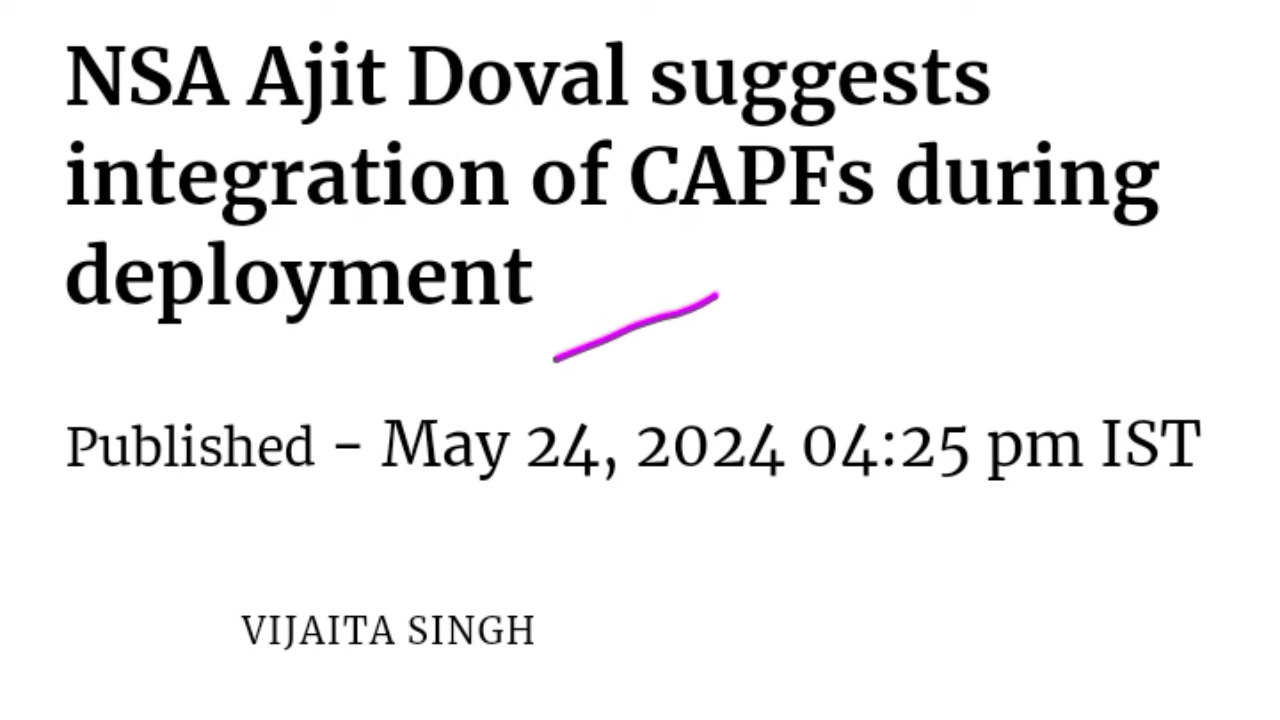 NSA Ajit Doval suggests
integration of CAPFs during
deployment
Published - May 24, 2024 04:25 pm IST
VIJAITA SINGH